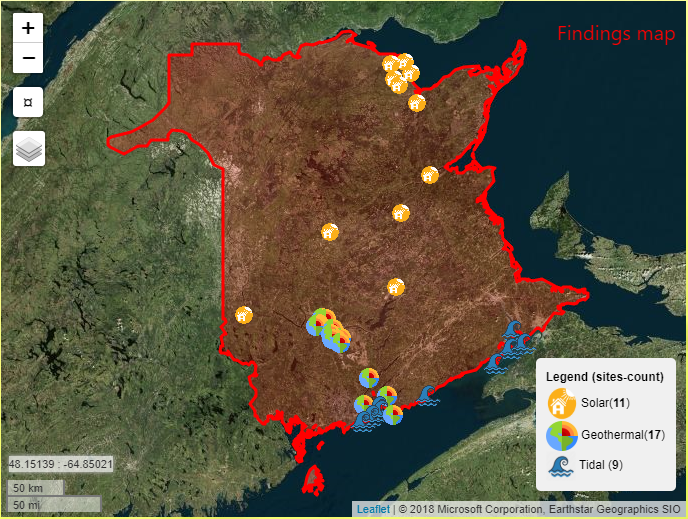 Findings map
+
−
Legend (sites-count)
Solar(11)
Geothermal(17)
Tidal (9)
48.15139 : -64.85021
50 km
50 mi
Leaflet | © 2018 Microsoft Corporation, Earthstar Geographics SIO